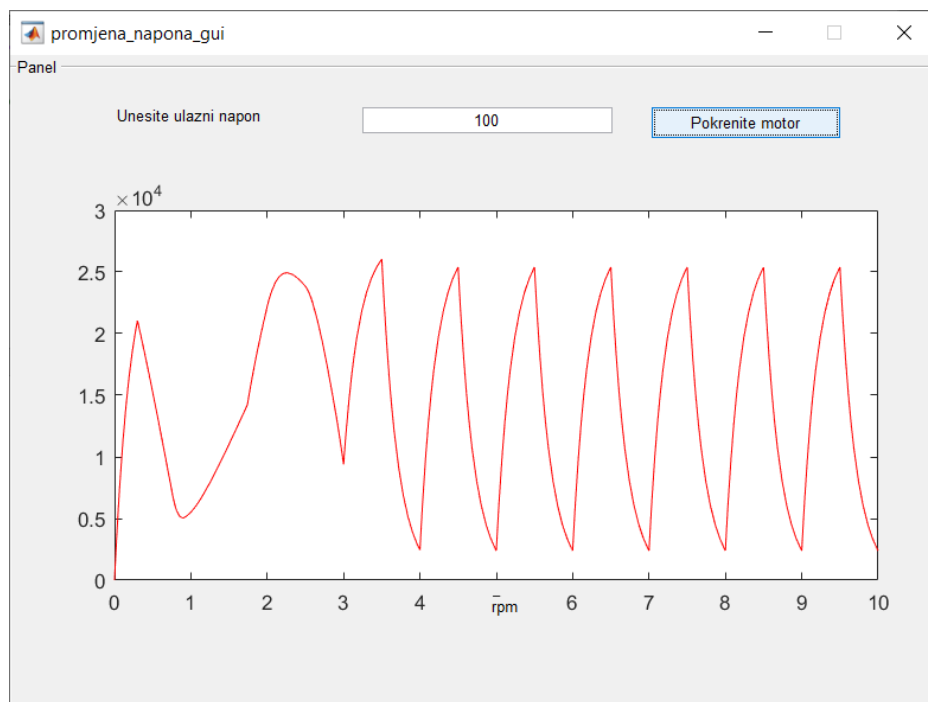 promjena_napona_gui
Panel
Unesite ulazni napon
100
Pokrenite motor
×10⁴
3
2.5
2
1.5
1
0.5
0
0 1 2 3 4 6 7 8 9 10
rpm